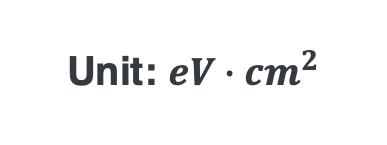 Unit: eV · cm²